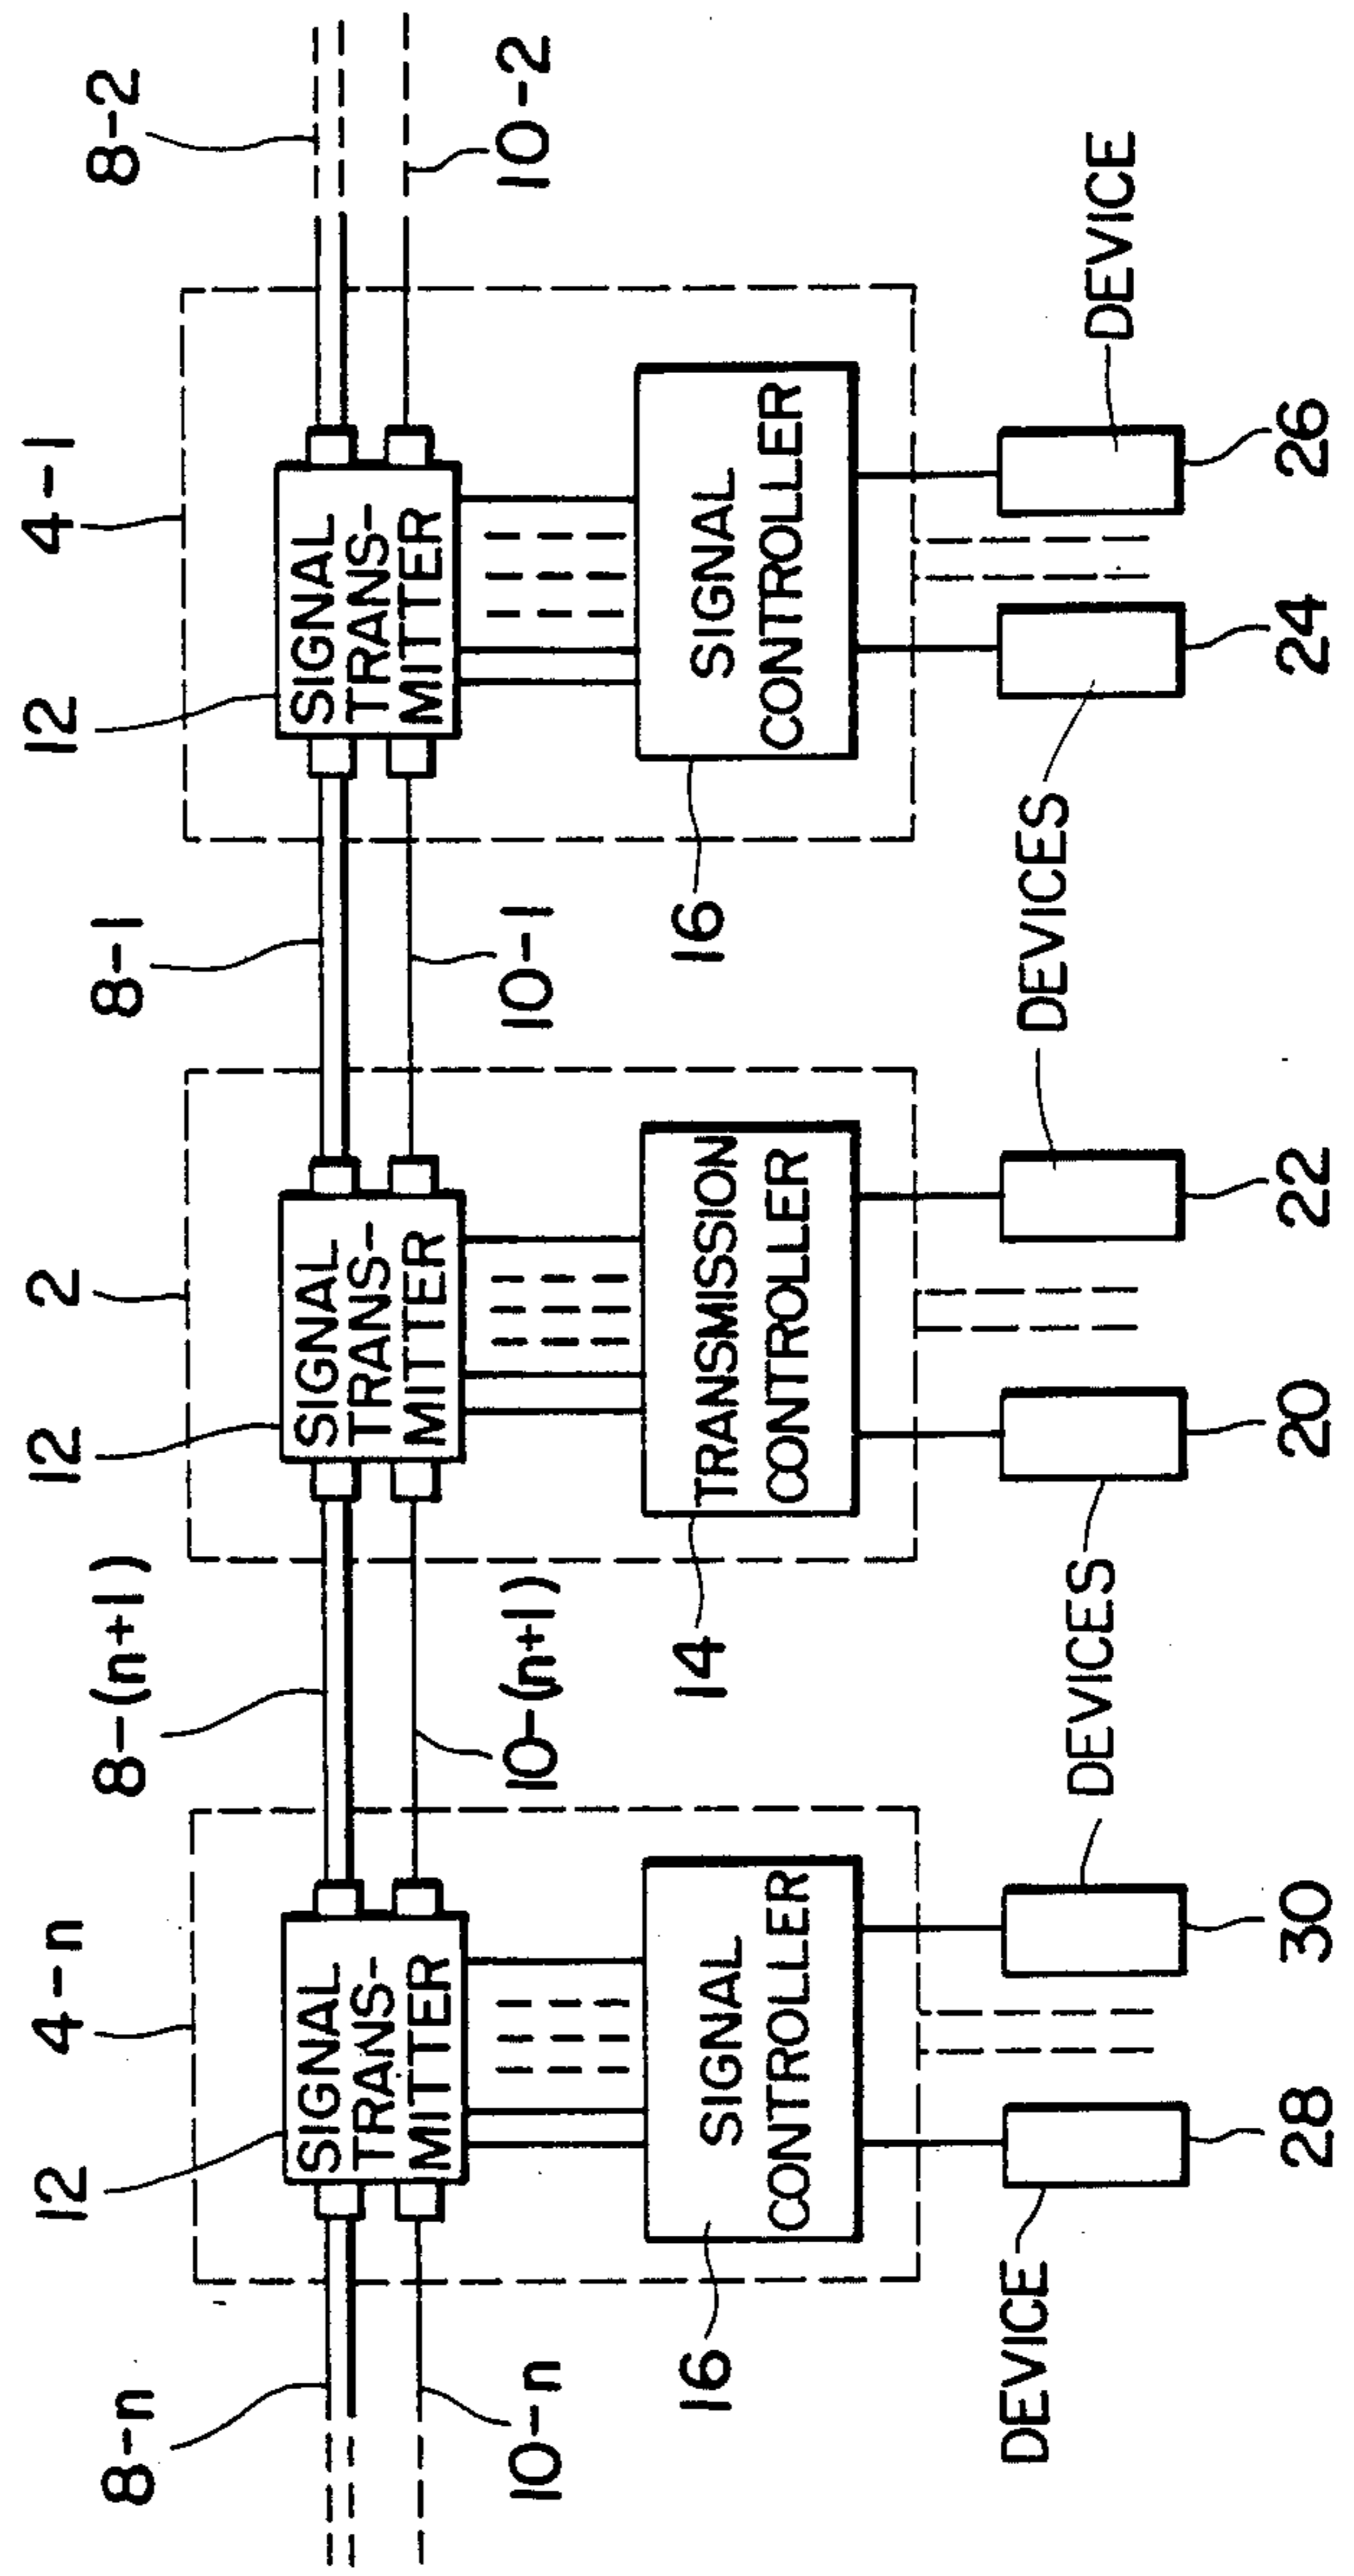 4-n
2
4-1
12
12
12
8-n
8-(n+1)
8-1
8-2
SIGNAL
TRANS-
MITTER
SIGNAL
TRANS-
MITTER
SIGNAL
TRANS-
MITTER
10-n
10-(n+1)
10-1
10-2
16
14
16
SIGNAL
CONTROLLER
TRANSMISSION
CONTROLLER
SIGNAL
CONTROLLER
DEVICE
DEVICES
DEVICES
DEVICE
28
30
20
22
24
26